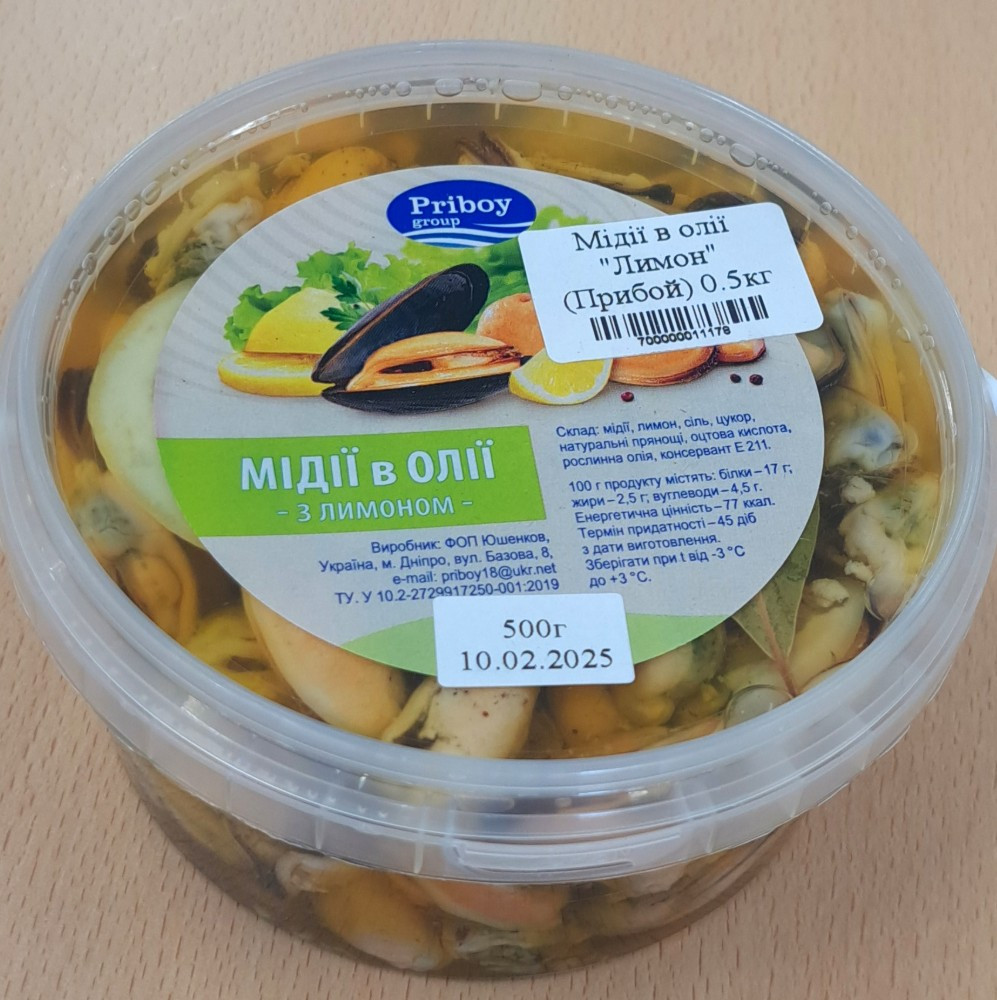 Priboy
group
Мідії в олії
"Лимон"
(Прибой) 0.5кг
700000011178
МІДІЇ в ОЛІЇ
- З ЛИМОНОМ -
Склад: мідії, лимон, сіль, цукор,
натуральні прянощі, оцтова кислота,
рослинна олія, консервант Е 211.
100 г продукту містять: білки – 17 г;
жири – 2,5 г; вуглеводи – 4,5 г.
Енергетична цінність – 77 ккал.
Термін придатності – 45 діб
з дати виготовлення.
Зберігати при t від -3 °C
до +3 °C.
Виробник: ФОП Юшенков,
Україна, м. Дніпро, вул. Базова, 8,
e-mail: priboy18@ukr.net
ТУ. У 10.2-2729917250-001:2019
500г
10.02.2025